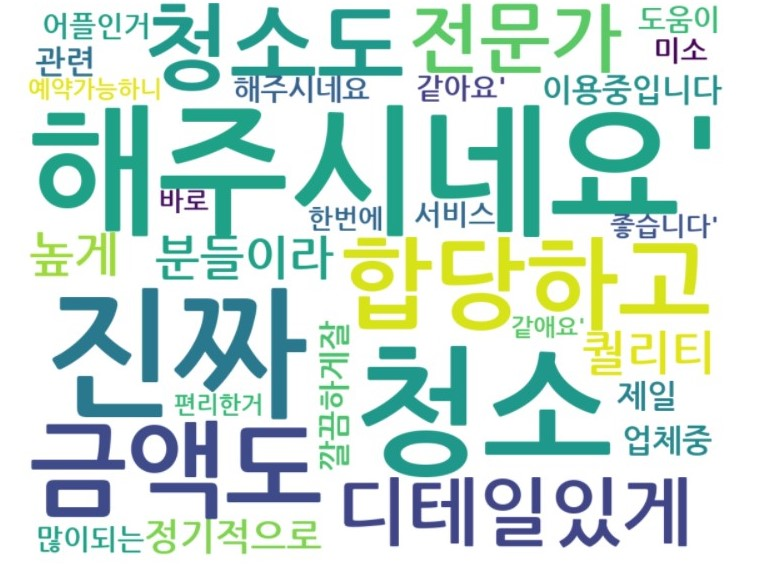 어플인거 청소도 전문가 도움이
관련 미소
예약가능하니 해주시네요 같아요' 이용중입니다
해주시네요'
바로 한번에 서비스 좋습니다'
높게 분들이라 합당하고
진짜 깔끔하게잘 같애요' 퀄리티
편리한거 청소 제일
금액도 업체중
디테일있게
많이되는 정기적으로